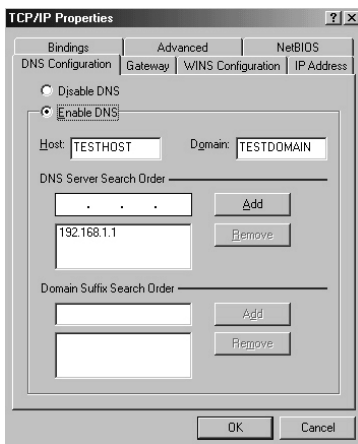 TCP/IP Properties
Bindings Advanced NetBIOS
DNS Configuration Gateway WINS Configuration IP Address
Disable DNS
Enable DNS
Host: TESTHOST Domain: TESTDOMAIN
DNS Server Search Order
. . . Add
192.168.1.1 Remove
Domain Suffix Search Order
Add
Remove
OK Cancel